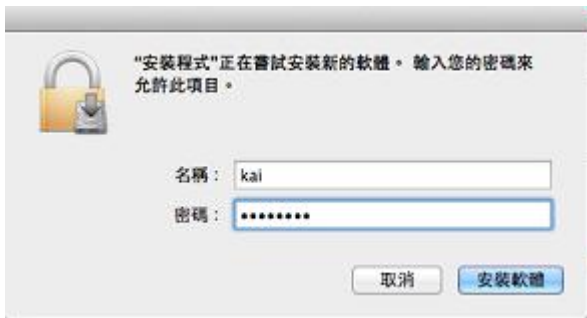 “安裝程式”正在嘗試安裝新的軟體。 輸入您的密碼來
允許此項目。
名稱： kai
密碼： ••••••••
取消 安裝軟體